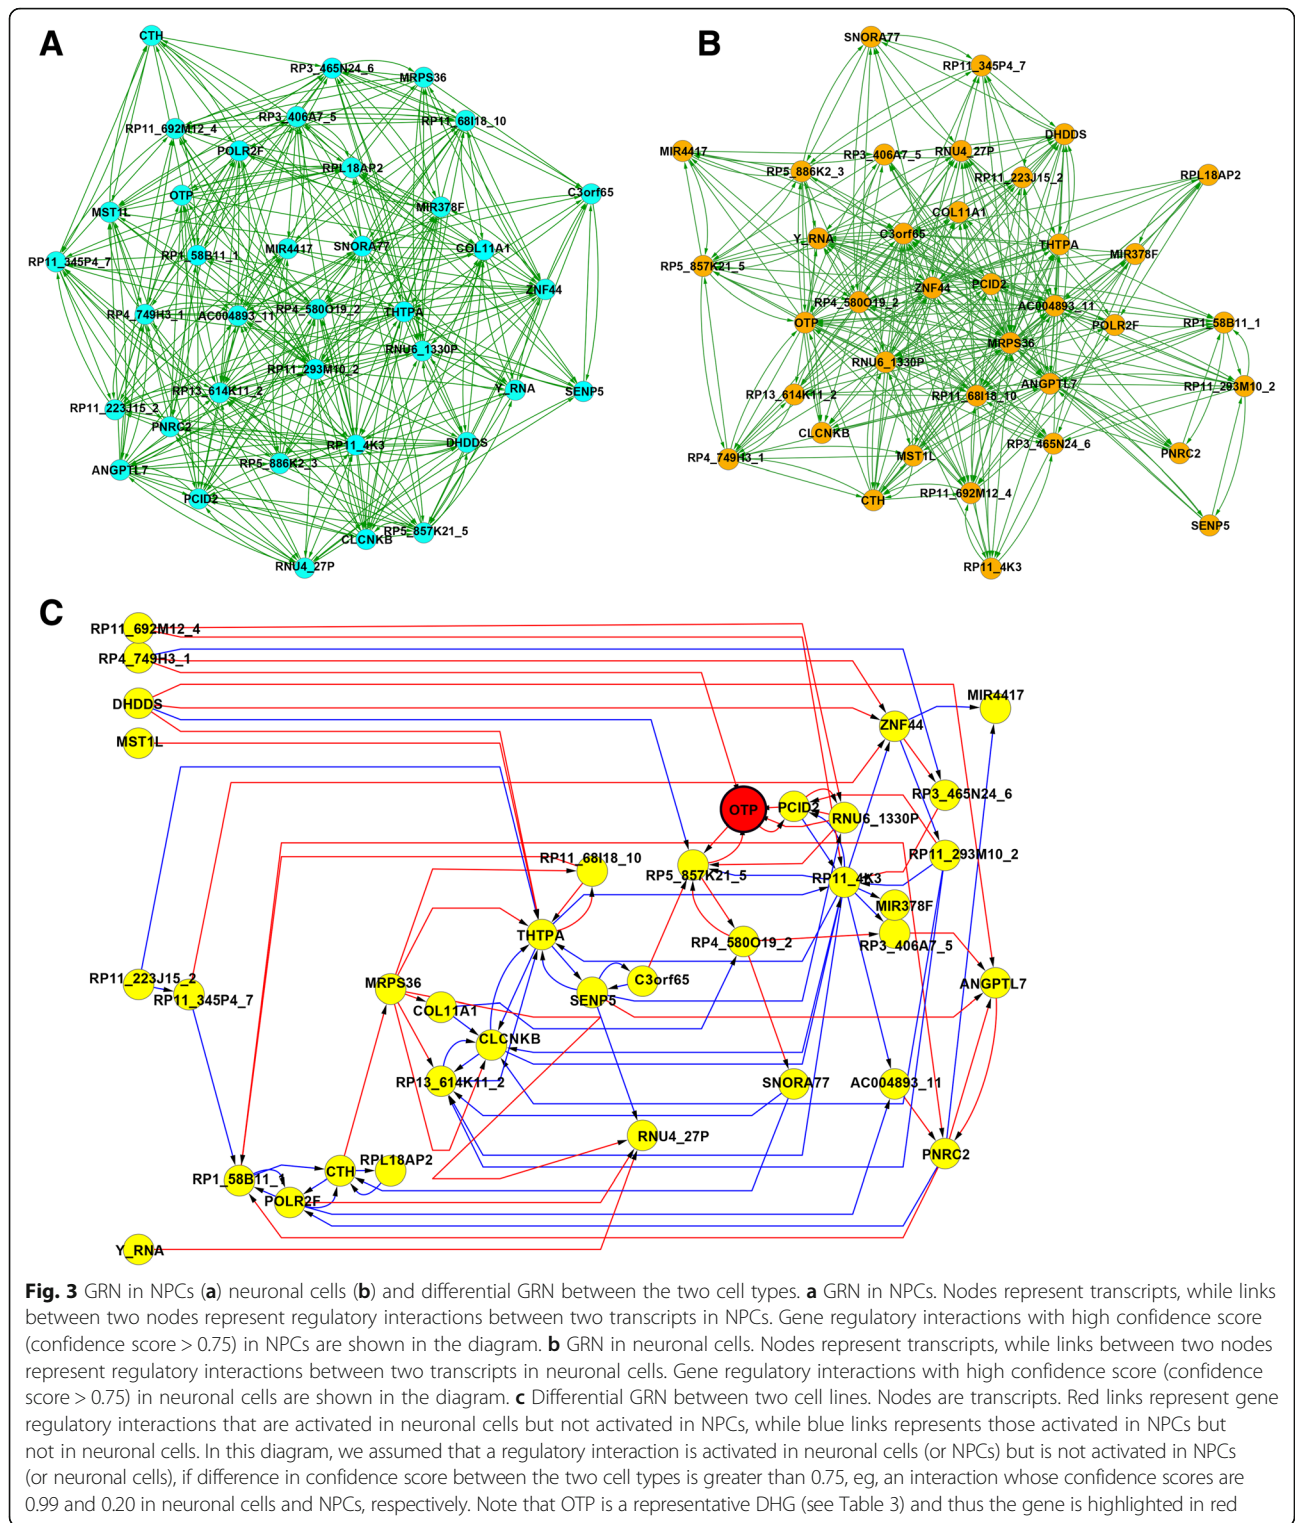 A
CTH
RP3_465N24_6
MRPS36
RP11_692M12_4
RP3_406A7_5
RP11_68I18_10
POLR2F
RPL18AP2
OTP
C3orf65
MST1L
MIR378F
RP11_345P4_7
RP1_58B11_1
MIR4417
SNORA77
COL11A1
ZNF44
RP4_749H3_1
AC004893_11
RP4_580O19_2
THTPA
RNU6_1330P
RP11_293M10_2
RP13_614K11_2
Y_RNA
SENP5
RP11_223J15_2
PNRC2
RP11_4K3
DHDDS
ANGPTL7
RP5_886K2_3
PCID2
CLCNKB
RP5_857K21_5
RNU4_27P
B
SNORA77
RP11_345P4_7
DHDDS
MIR4417
RP3_406A7_5
RNU4_27P
RP5_886K2_3
RP11_223J15_2
RPL18AP2
COL11A1
Y_RNA
C3orf65
THTPA
MIR378F
RP5_857K21_5
ZNF44
PCID2
RP4_580O19_2
AC004893_11
OTP
POLR2F
RP1_58B11_1
MRPS36
RNU6_1330P
RP13_614K11_2
RP11_68I18_10
ANGPTL7
RP11_293M10_2
CLCNKB
RP3_465N24_6
RP4_749H3_1
MST1L
PNRC2
CTH
RP11_692M12_4
SENP5
RP11_4K3
C
RP11_692M12_4
RP4_749H3_1
DHDDS
MST1L
MIR4417
ZNF44
RP3_465N24_6
OTP
PCID2
RNU6_1330P
RP11_293M10_2
RP11_68I18_10
RP5_857K21_5
RP11_4K3
MIR378F
RP3_406A7_5
THTPA
RP4_580O19_2
RP11_223J15_2
RP11_345P4_7
MRPS36
COL11A1
SENP5
C3orf65
ANGPTL7
CLCNKB
RP13_614K11_2
SNORA77
AC004893_11
RNU4_27P
PNRC2
RP1_58B11_1
CTH
RPL18AP2
POLR2F
Y_RNA
Fig. 3 GRN in NPCs (a) neuronal cells (b) and differential GRN between the two cell types. a GRN in NPCs. Nodes represent transcripts, while links
between two nodes represent regulatory interactions between two transcripts in NPCs. Gene regulatory interactions with high confidence score
(confidence score > 0.75) in NPCs are shown in the diagram. b GRN in neuronal cells. Nodes represent transcripts, while links between two nodes
represent regulatory interactions between two transcripts in neuronal cells. Gene regulatory interactions with high confidence score (confidence
score > 0.75) in neuronal cells are shown in the diagram. c Differential GRN between two cell lines. Nodes are transcripts. Red links represent gene
regulatory interactions that are activated in neuronal cells but not activated in NPCs, while blue links represents those activated in NPCs but
not in neuronal cells. In this diagram, we assumed that a regulatory interaction is activated in neuronal cells (or NPCs) but is not activated in NPCs
(or neuronal cells), if difference in confidence score between the two cell types is greater than 0.75, eg, an interaction whose confidence scores are
0.99 and 0.20 in neuronal cells and NPCs, respectively. Note that OTP is a representative DHG (see Table 3) and thus the gene is highlighted in red